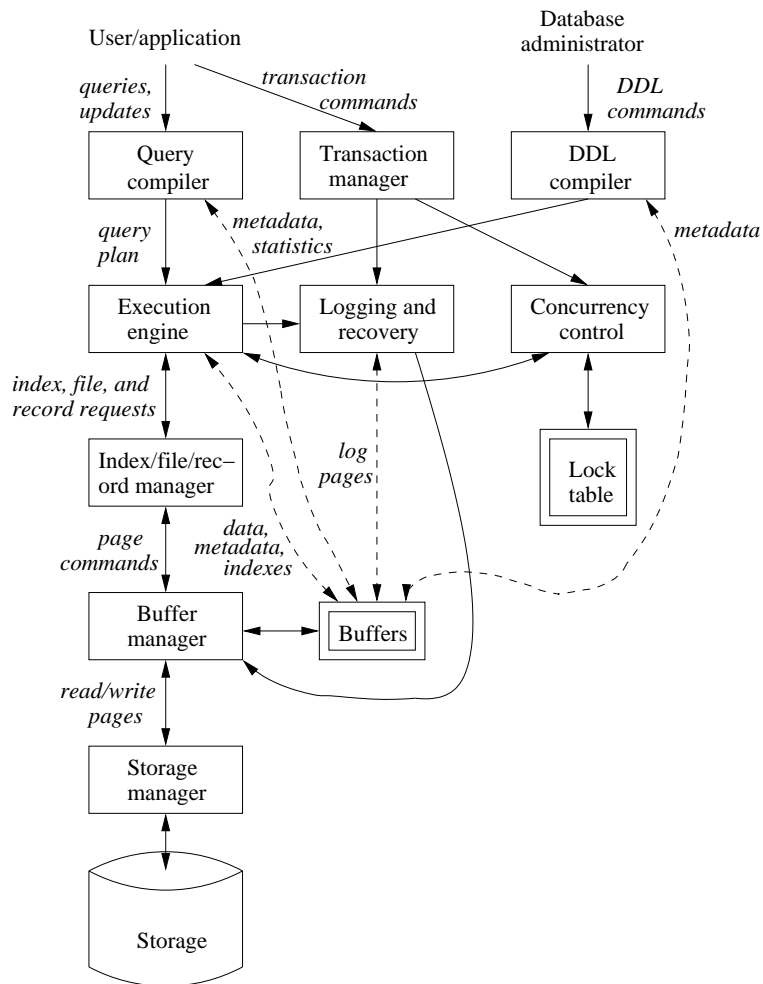 User/application
Database
administrator
queries,
updates
transaction
commands
DDL
commands
Query
compiler
Transaction
manager
DDL
compiler
query
plan
metadata,
statistics
metadata
Execution
engine
Logging and
recovery
Concurrency
control
index, file, and
record requests
Index/file/rec–
ord manager
log
pages
Lock
table
page
commands
data,
metadata,
indexes
Buffer
manager
Buffers
read/write
pages
Storage
manager
Storage